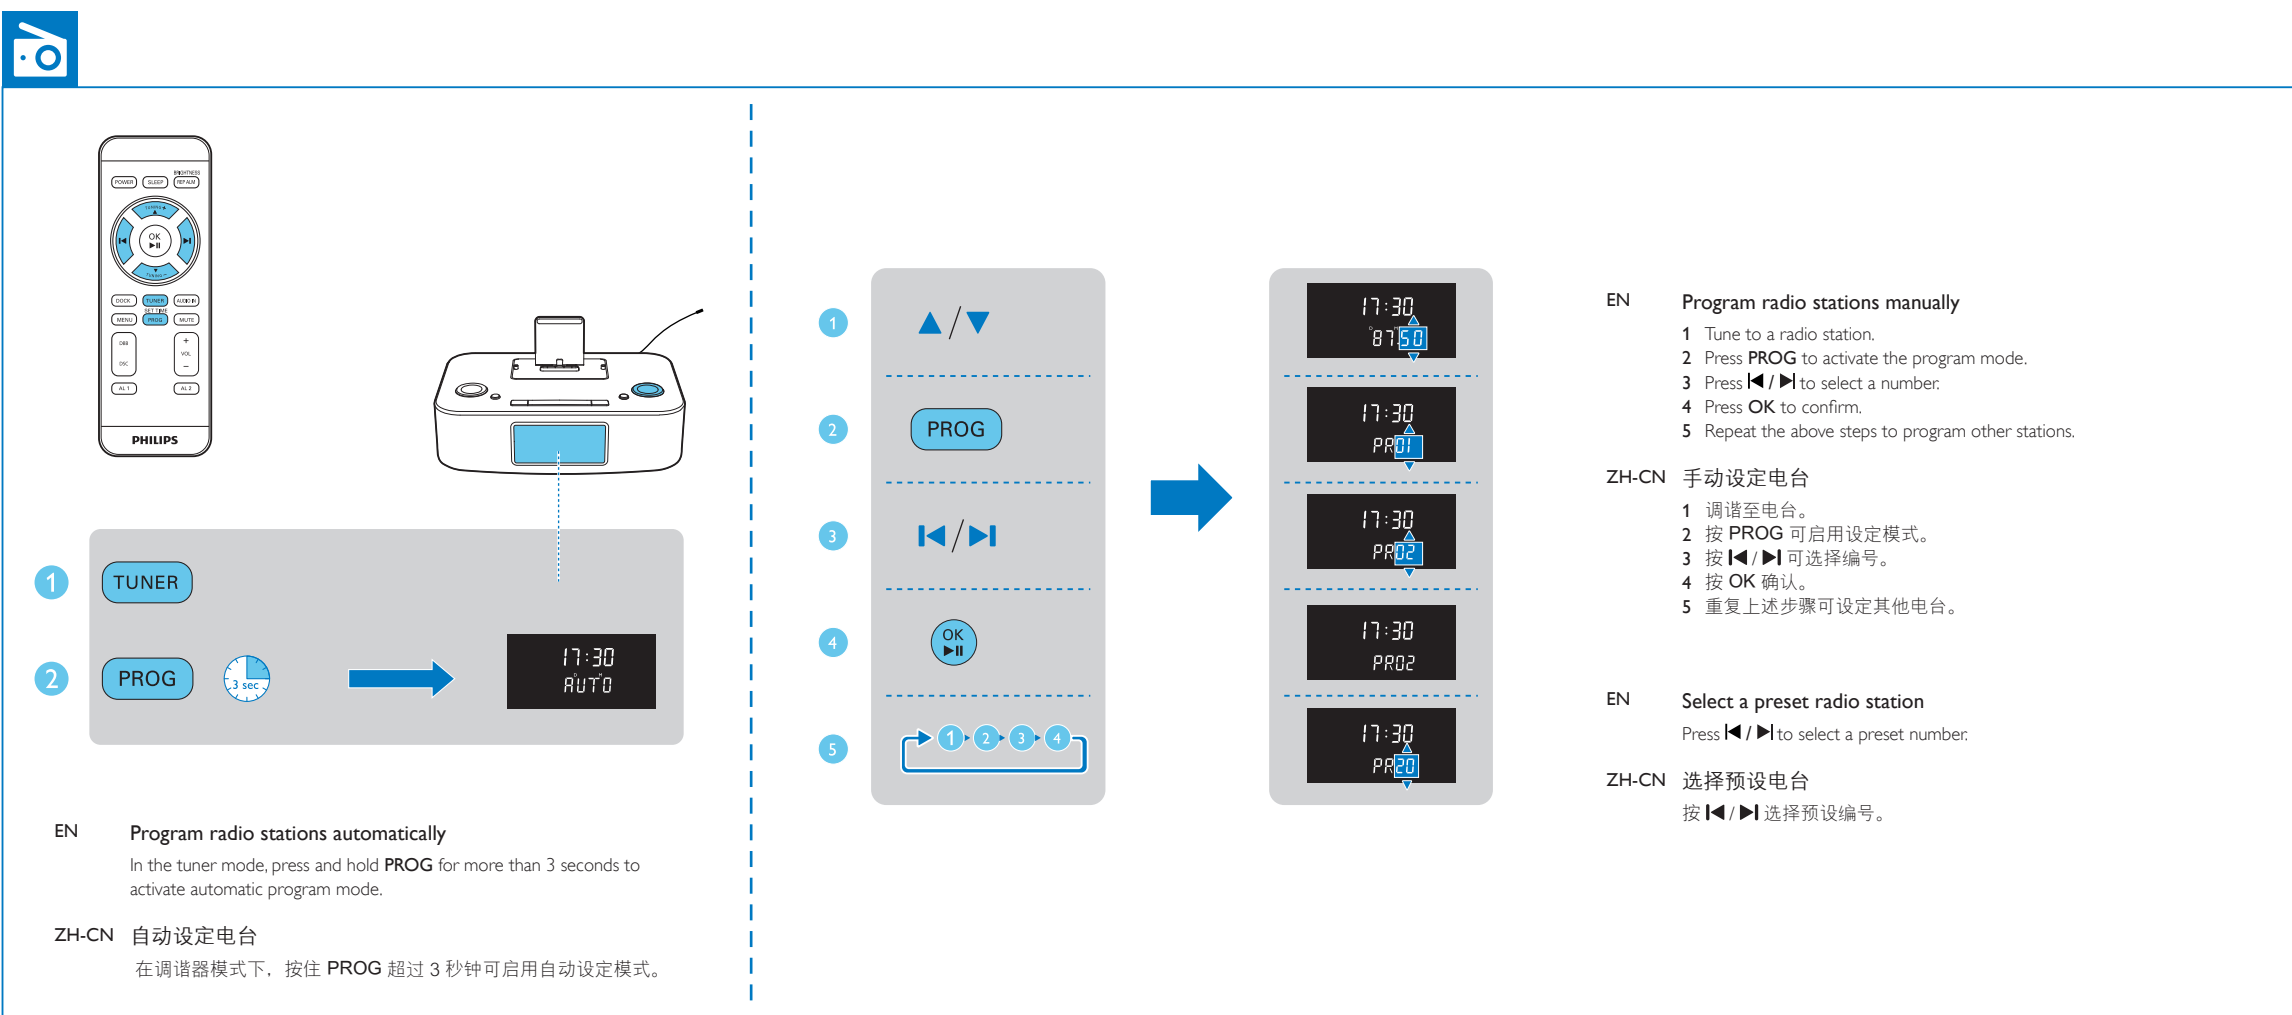 BRIGHTNESS
POWER SLEEP REP ALM
TUNING +
OK
TUNING −
DOCK TUNER AUDIO IN
SET TIME
MENU PROG MUTE
DBB +
VOL
DSC −
AL 1 AL 2
PHILIPS
1 TUNER
2 PROG 3 sec
17:30
AUTO
EN Program radio stations automatically
In the tuner mode, press and hold PROG for more than 3 seconds to
activate automatic program mode.
ZH-CN 自动设定电台
在调谐器模式下，按住 PROG 超过 3 秒钟可启用自动设定模式。
1 ▲/▼
2 PROG
3 I◀/▶I
4 OK ▶II
5 1 2 3 4
17:30
87.50
17:30
PR01
17:30
PR02
17:30
PR02
17:30
PR20
EN Program radio stations manually
1 Tune to a radio station.
2 Press PROG to activate the program mode.
3 Press I◀ / ▶I to select a number.
4 Press OK to confirm.
5 Repeat the above steps to program other stations.
ZH-CN 手动设定电台
1 调谐至电台。
2 按 PROG 可启用设定模式。
3 按 I◀ / ▶I 可选择编号。
4 按 OK 确认。
5 重复上述步骤可设定其他电台。
EN Select a preset radio station
Press I◀ / ▶I to select a preset number.
ZH-CN 选择预设电台
按 I◀ / ▶I 选择预设编号。